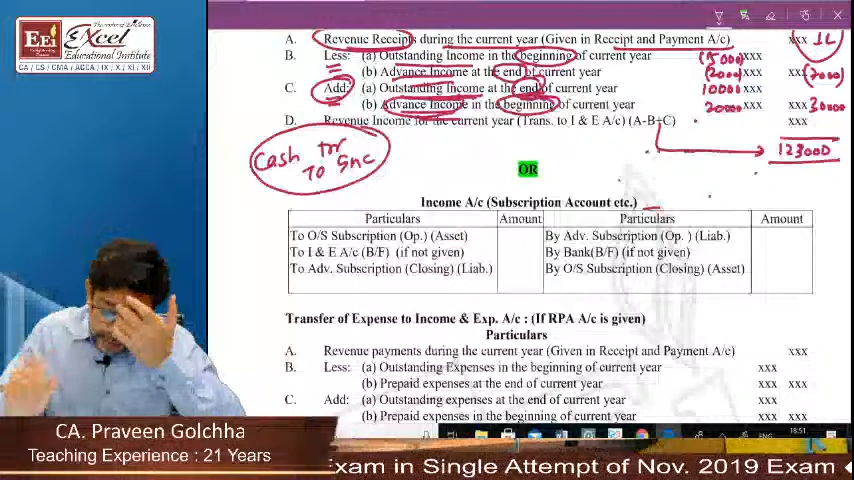 EEi
Excel
Educational Institute
CA / CS / CMA / ACCA / IX / X / XI / XII
A. Revenue Receipts during the current year (Given in Receipt and Payment A/c) xxx 1L
B. Less: (a) Outstanding Income in the beginning of current year (5000) xxx
(b) Advance Income at the end of current year (2000) xxx (7000)
C. Add: (a) Outstanding Income at the end of current year 10000 xxx
(b) Advance Income in the beginning of current year 20000 xxx xxx 30000
D. Revenue Income for the current year (Trans. to I & E A/c) (A-B+C) xxx
Cash trf
To Inc
123000
OR
Income A/c (Subscription Account etc.)
Particulars Amount Particulars Amount
To O/S Subscription (Op.) (Asset) By Adv. Subscription (Op. ) (Liab.)
To I & E A/c (B/F) (if not given) By Bank(B/F) (if not given)
To Adv. Subscription (Closing) (Liab.) By O/S Subscription (Closing) (Asset)
Transfer of Expense to Income & Exp. A/c : (If RPA A/c is given)
Particulars
A. Revenue payments during the current year (Given in Receipt and Payment A/c) xxx
B. Less: (a) Outstanding Expenses in the beginning of current year xxx
(b) Prepaid expenses at the end of current year xxx xxx
C. Add: (a) Outstanding expenses at the end of current year xxx
(b) Prepaid expenses in the beginning of current year xxx xxx
ENG 18:51
CA. Praveen Golchha
Teaching Experience : 21 Years
Exam in Single Attempt of Nov. 2019 Exam